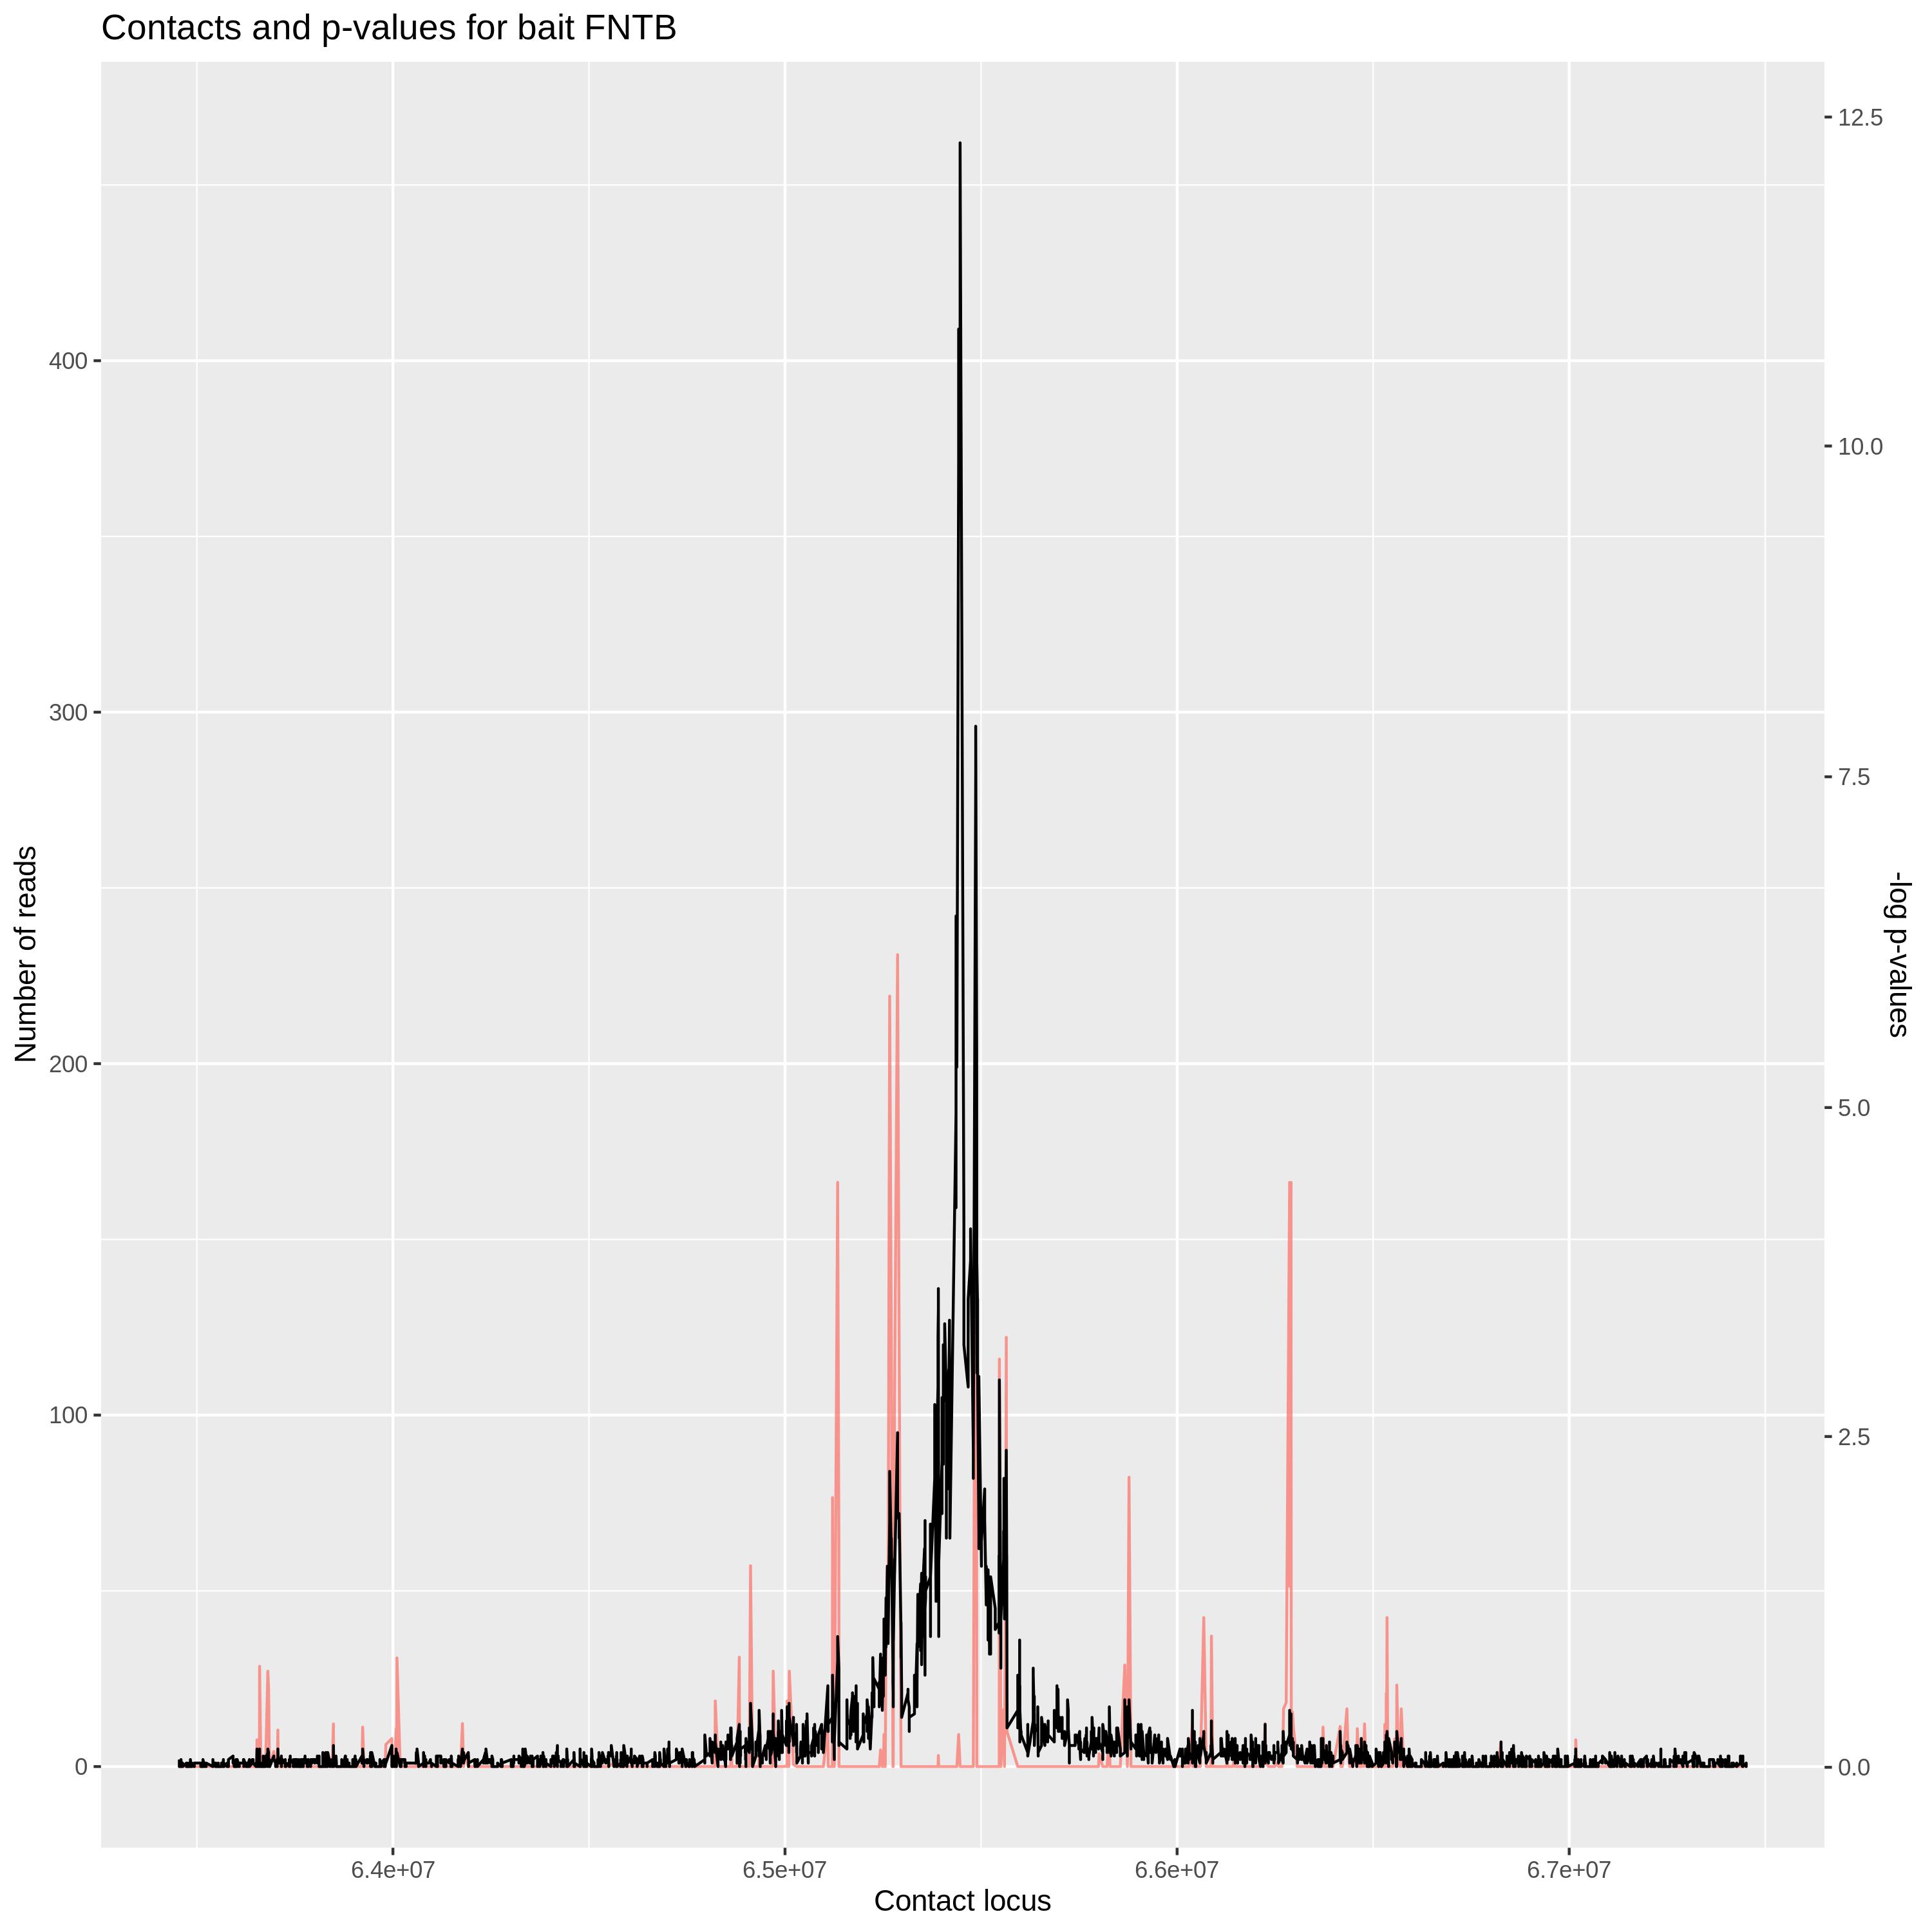 Contacts and p-values for bait FNTB
Number of reads
400
300
200
100
0
12.5
10.0
7.5
5.0
2.5
0.0
-log p-values
6.4e+07
6.5e+07
6.6e+07
6.7e+07
Contact locus